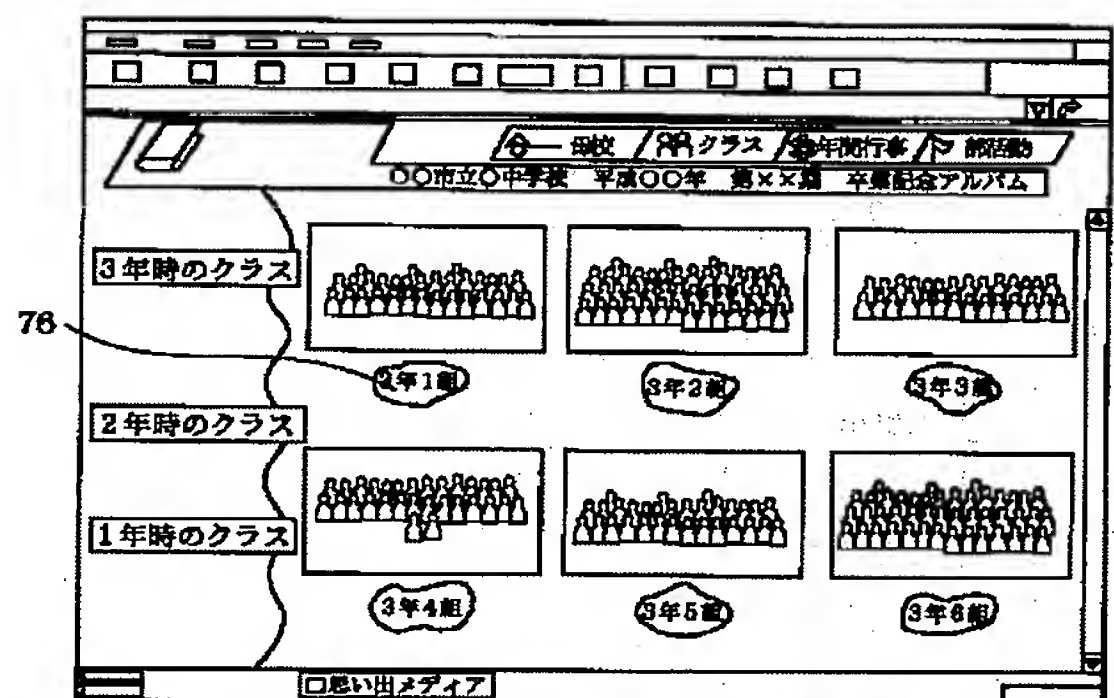 母校 クラス 年間行事 部活動
○○市立○中学校 平成○○年 第××期 卒業記念アルバム
3年時のクラス
76
3年1組 3年2組 3年3組
2年時のクラス
1年時のクラス
3年4組 3年5組 3年6組
思い出メディア